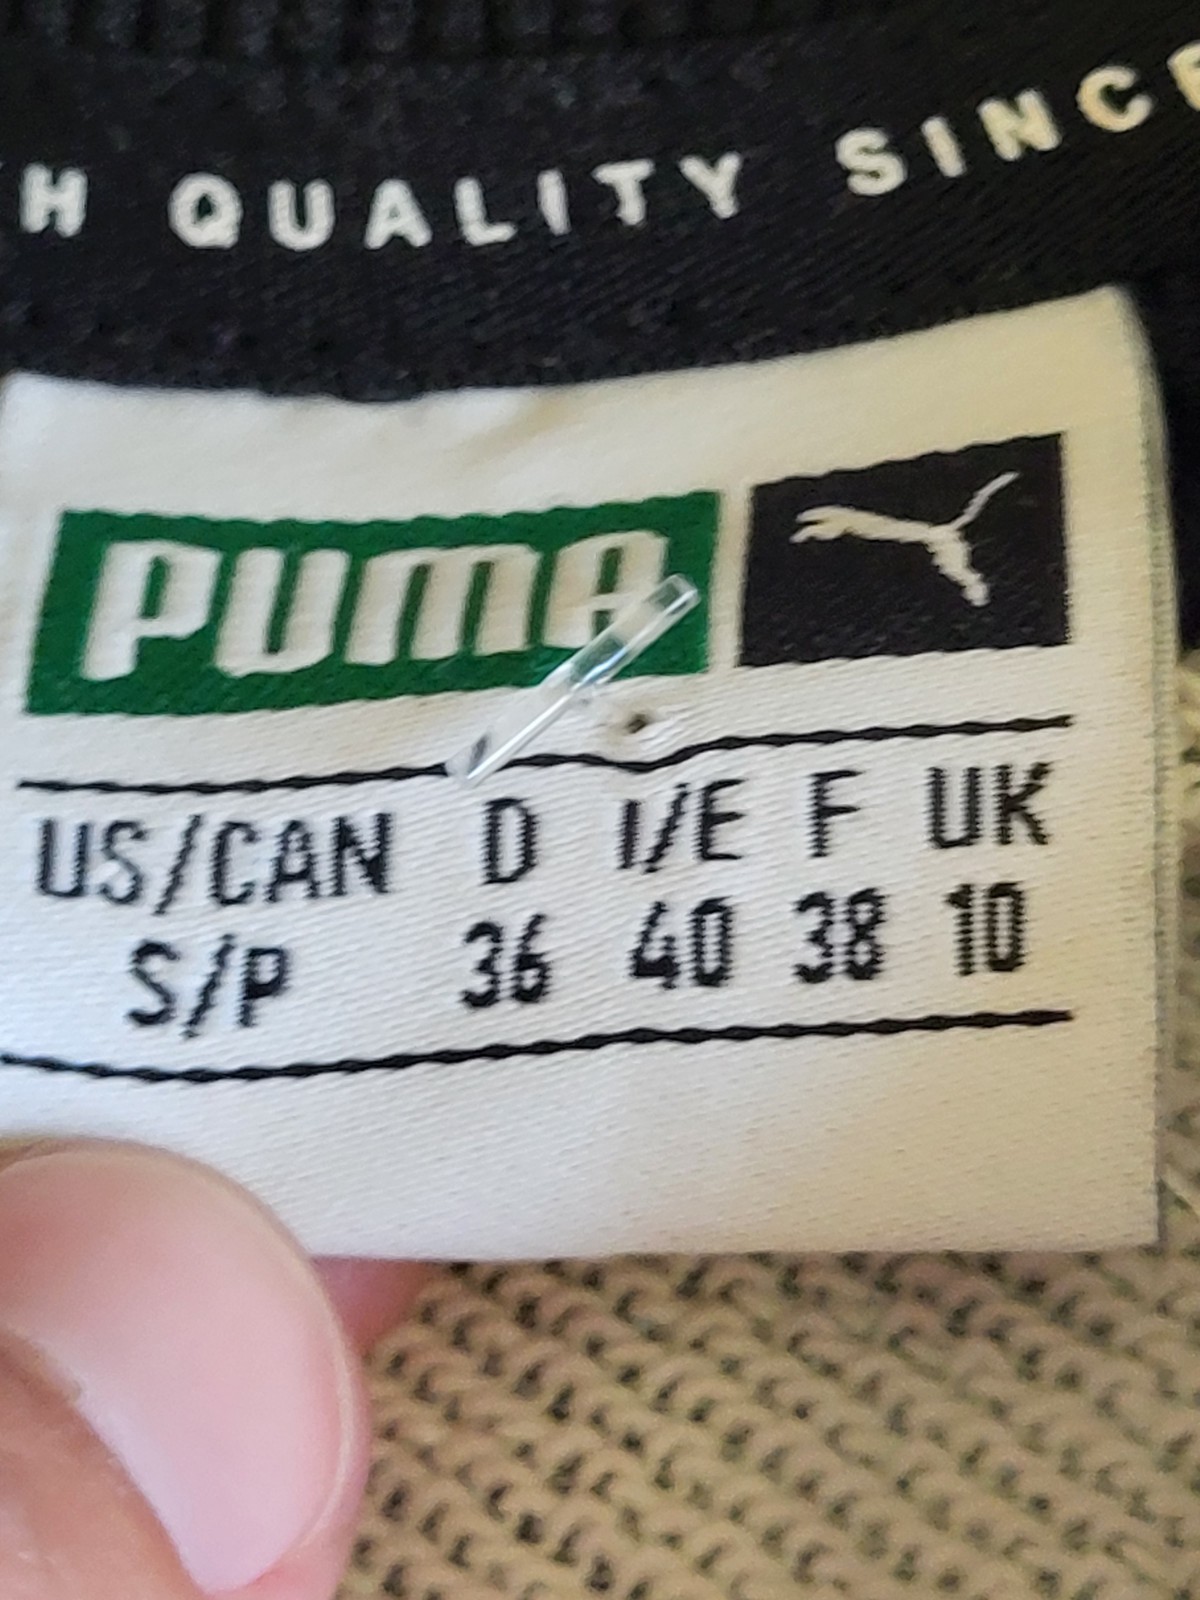 H QUALITY SINCE
PUMA
US/CAN D I/E F UK
S/P 36 40 38 10